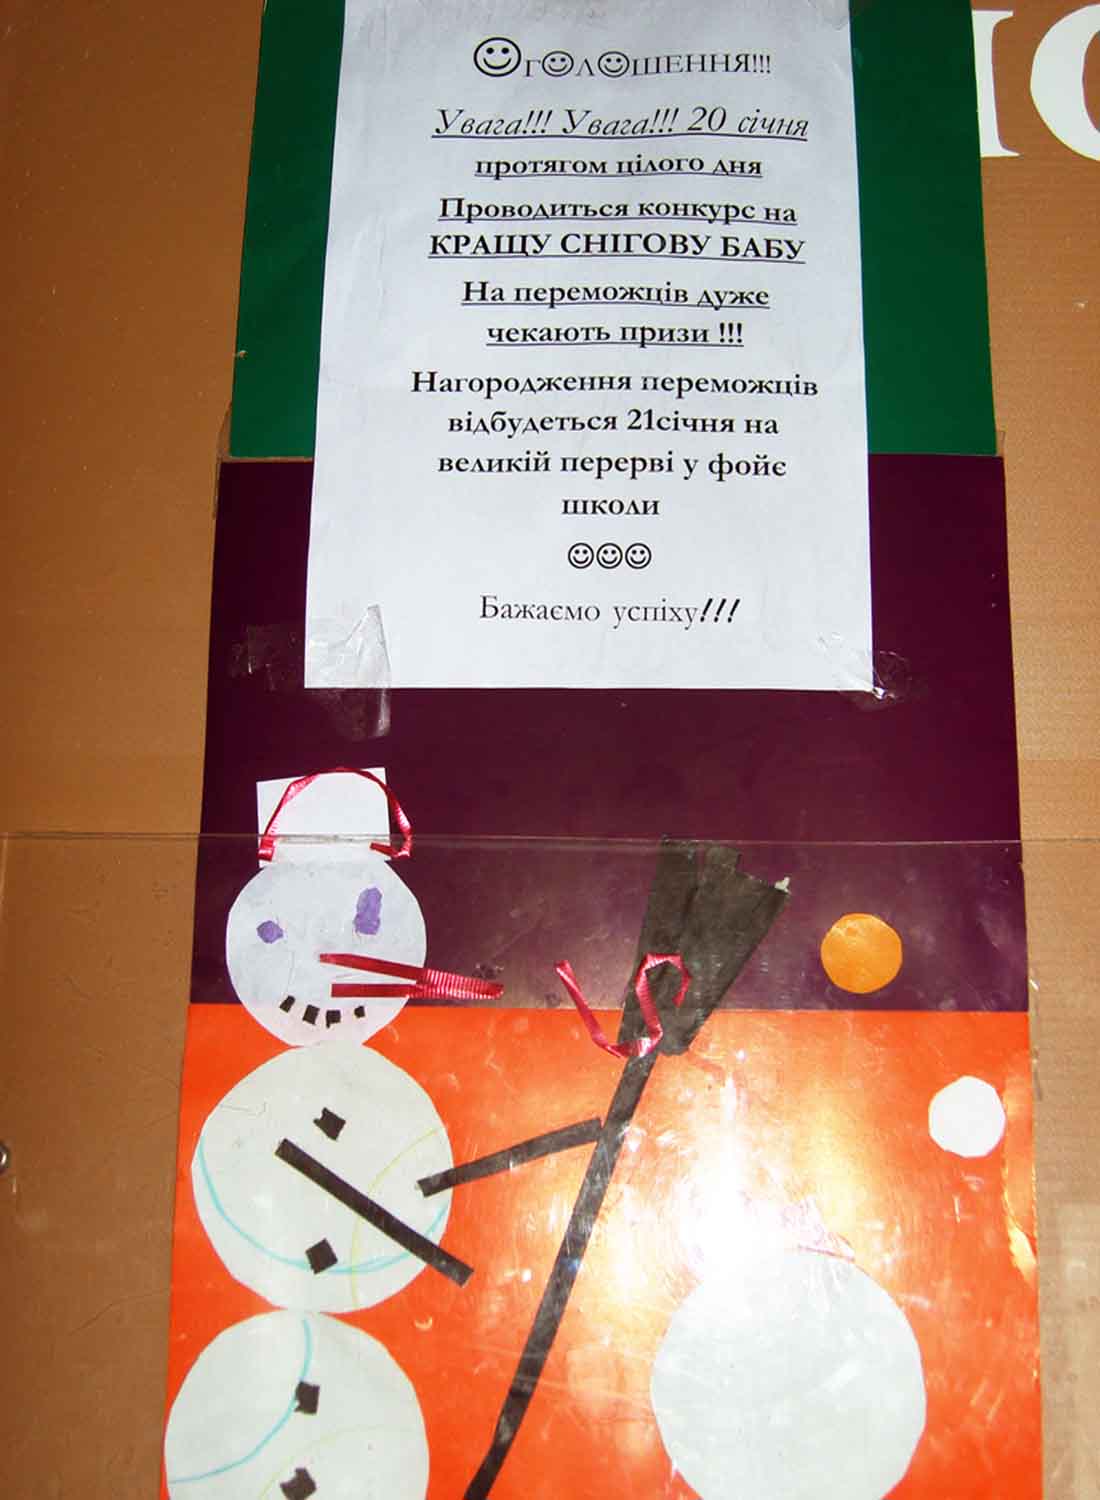 ☺г☺л☺шення!!!
Увага!!! Увага!!! 20 січня
протягом цілого дня
Проводиться конкурс на
КРАЩУ СНІГОВУ БАБУ
На переможців дуже
чекають призи !!!
Нагородження переможців
відбудеться 21січня на
великій перерві у фойє
школи
☺☺☺
Бажаємо успіху!!!